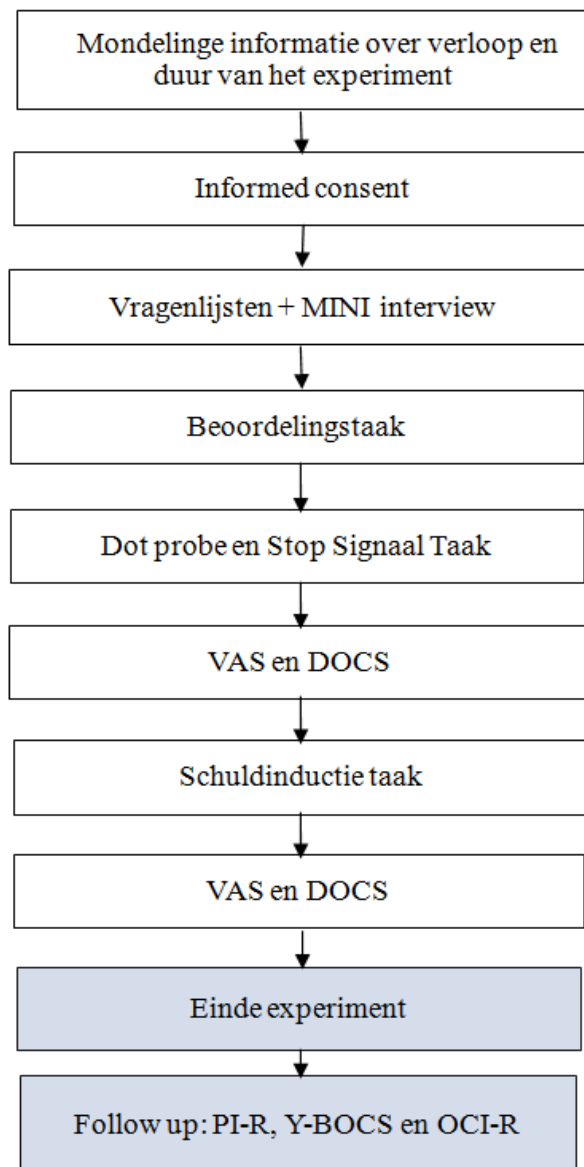 Mondelinge informatie over verloop en
duur van het experiment
Informed consent
Vragenlijsten + MINI interview
Beoordelingstaak
Dot probe en Stop Signaal Taak
VAS en DOCS
Schuldinductie taak
VAS en DOCS
Einde experiment
Follow up: PI-R, Y-BOCS en OCI-R